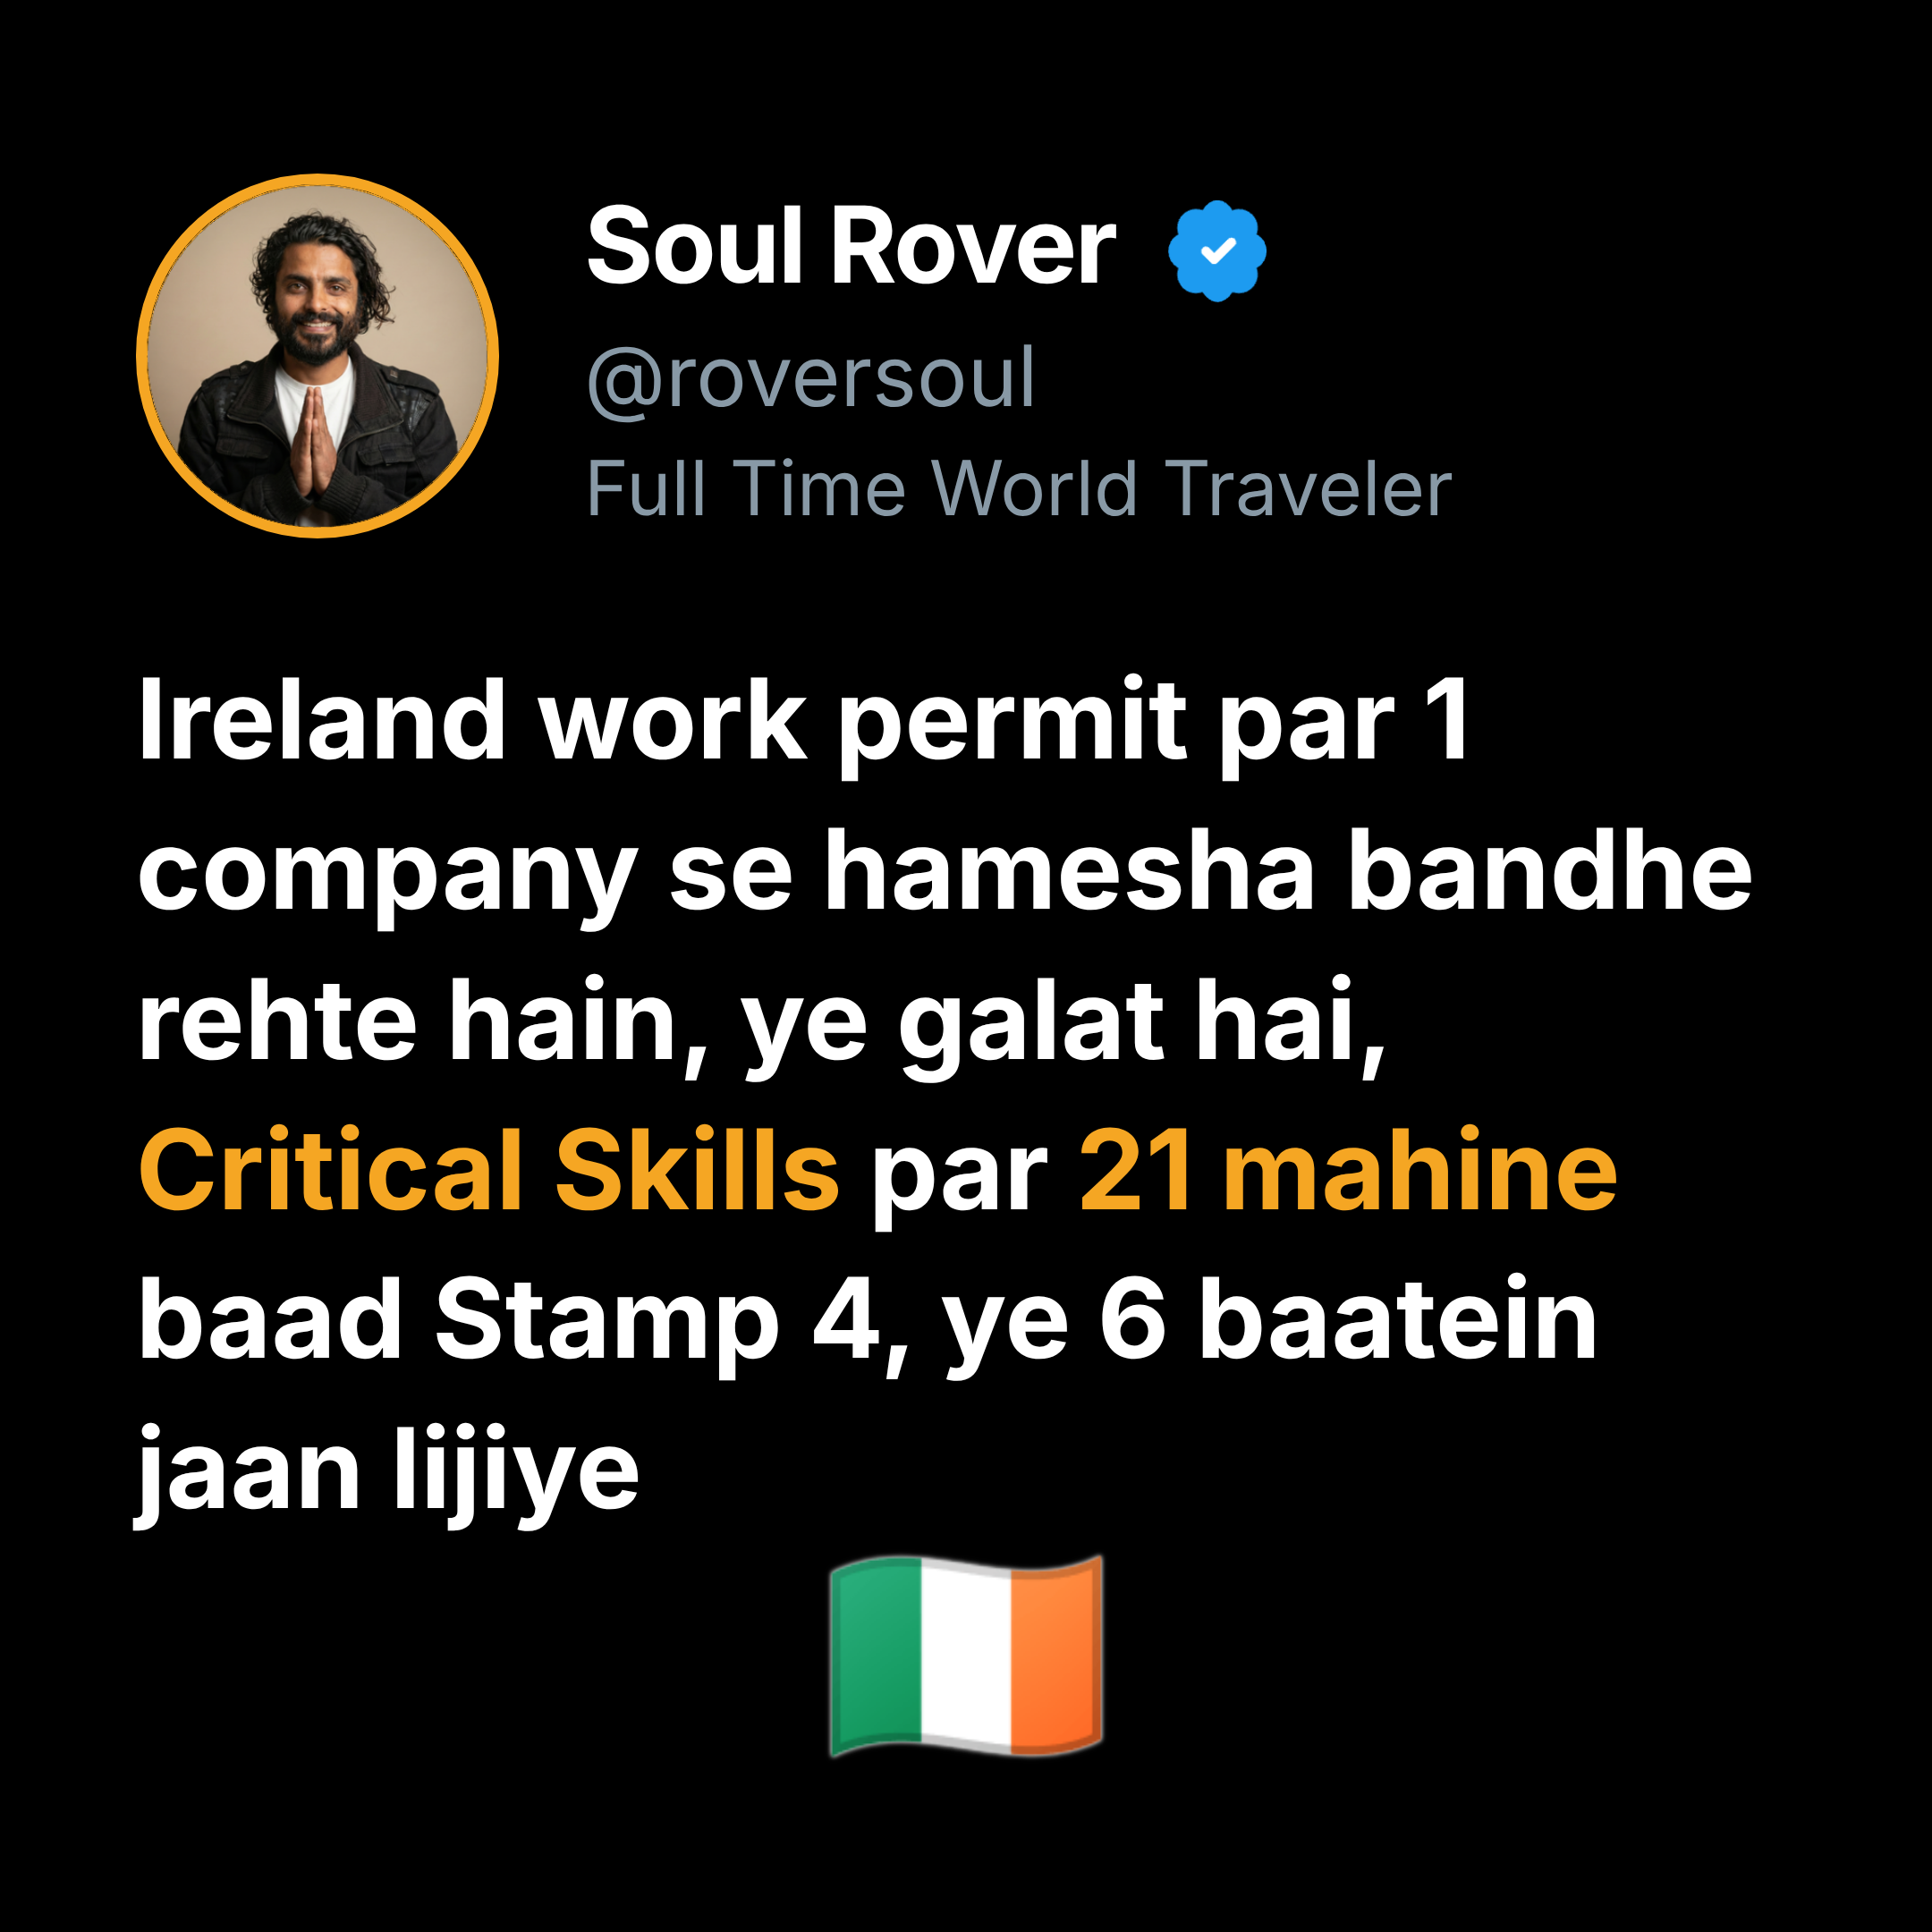 Soul Rover
@roversoul
Full Time World Traveler
Ireland work permit par 1
company se hamesha bandhe
rehte hain, ye galat hai,
Critical Skills par 21 mahine
baad Stamp 4, ye 6 baatein
jaan lijiye